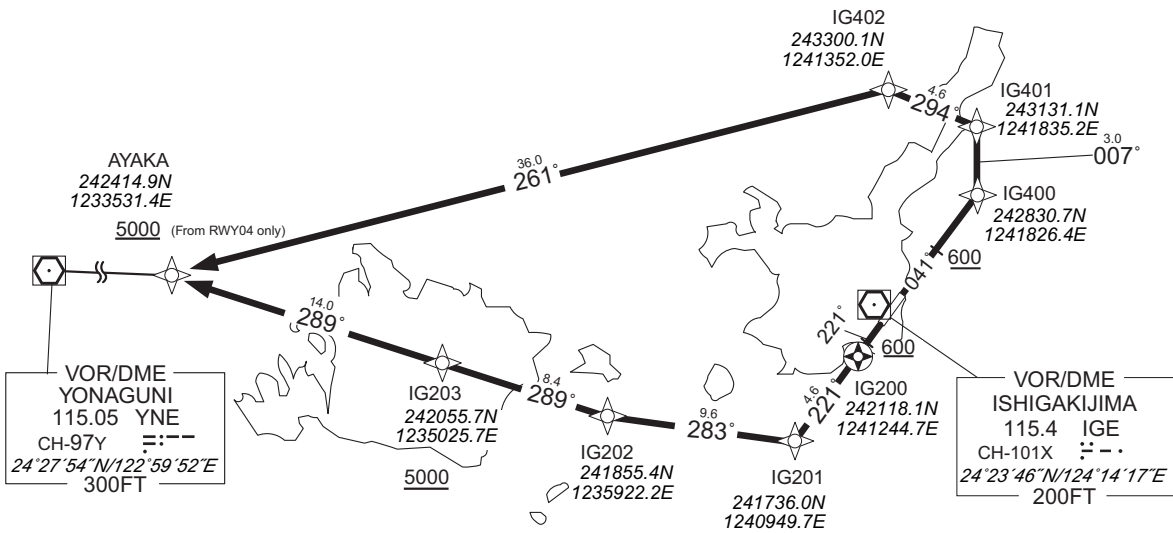 IG402
243300.1N
1241352.0E
4.6
294°
IG401
243131.1N
1241835.2E
3.0
007°
IG400
242830.7N
1241826.4E
600
041°
36.0
261°
AYAKA
242414.9N
1233531.4E
5000 (From RWY04 only)
14.0
289°
IG203
242055.7N
1235025.7E
5000
8.4
289°
IG202
241855.4N
1235922.2E
9.6
283°
IG201
241736.0N
1240949.7E
4.6
221°
221°
600
IG200
242118.1N
1241244.7E
VOR/DME
YONAGUNI
115.05 YNE
CH-97Y
24°27´54˝N/122°59´52˝E
300FT
VOR/DME
ISHIGAKIJIMA
115.4 IGE
CH-101X
24°23´46˝N/124°14´17˝E
200FT